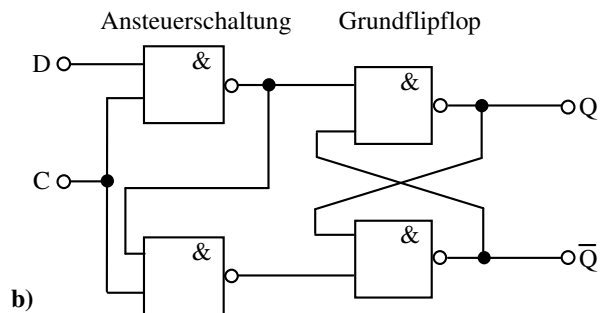 Ansteuerschaltung Grundflipflop
D & &
Q
C
& & Q̅
b)